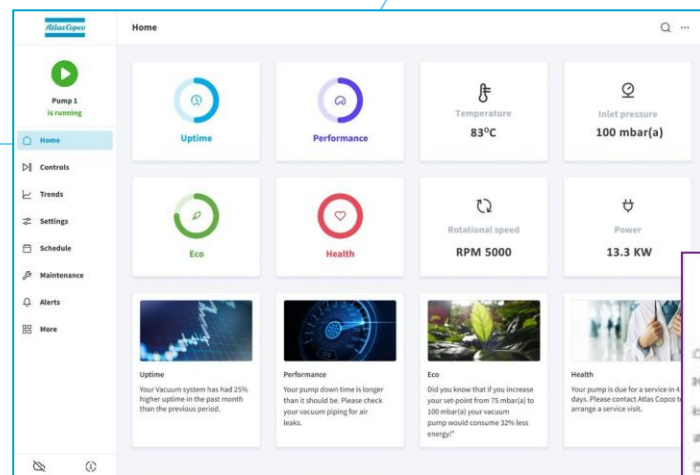 Atlas Copco
Home
Pump 1
is running
Home
Controls
Trends
Settings
Schedule
Maintenance
Alerts
More
Uptime
Performance
Temperature
83°C
Inlet pressure
100 mbar(a)
Eco
Health
Rotational speed
RPM 5000
Power
13.3 KW
Uptime
Your Vacuum system has had 25%
higher uptime in the past month
than the previous period.
Performance
Your pump down time is longer
than it should be. Please check
your vacuum piping for air
leaks.
Eco
Did you know that if you increase
your set-point from 75 mbar(a) to
100 mbar(a) your vacuum
pump would consume 32% less
energy!"
Health
Your pump is due for a service in 4
days. Please contact Atlas Copco to
arrange a service visit.